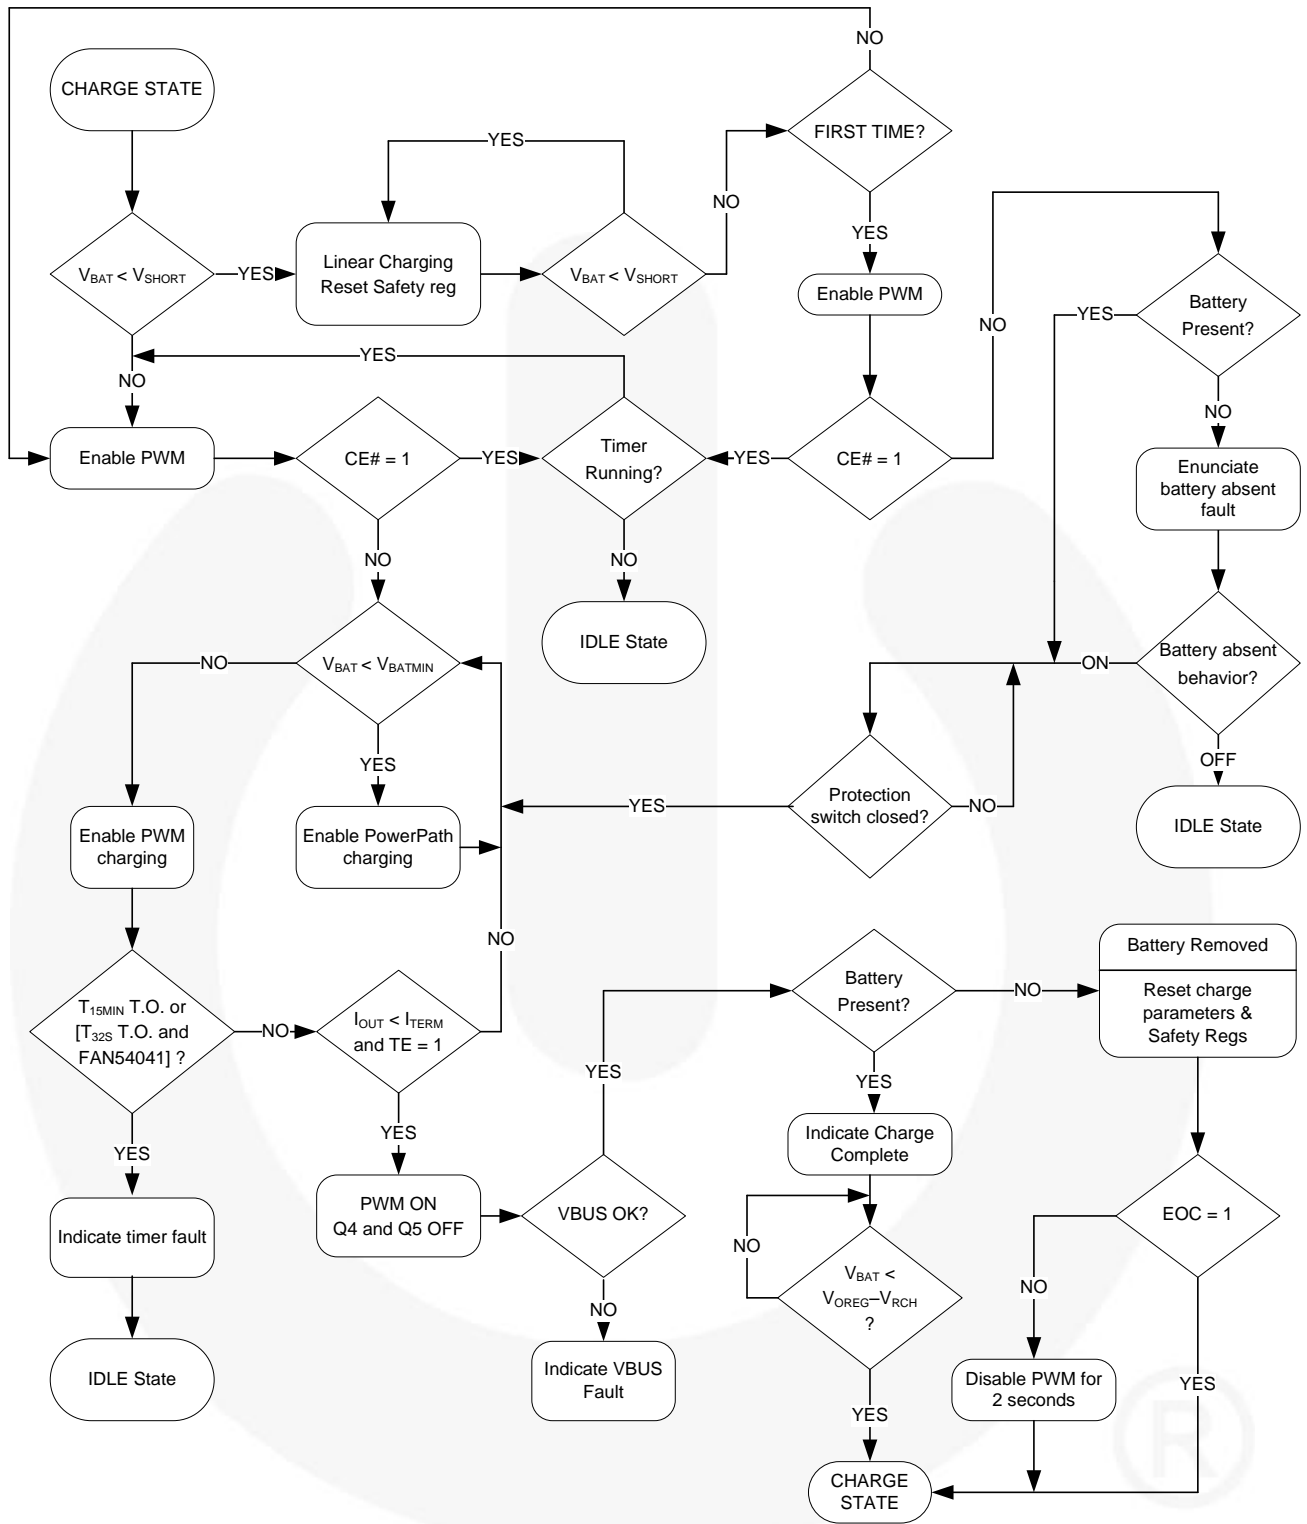 NO
CHARGE STATE
FIRST TIME?
YES
NO
YES
VBAT < VSHORT
YES
Linear Charging
Reset Safety reg
VBAT < VSHORT
Enable PWM
NO
YES
Battery
Present?
YES
NO
NO
Enable PWM
CE# = 1
YES
Timer
Running?
YES
CE# = 1
Enunciate
battery absent
fault
NO
NO
IDLE State
NO
VBAT < VBATMIN
ON
Battery absent
behavior?
YES
OFF
Enable PWM
charging
Enable PowerPath
charging
YES
Protection
switch closed?
NO
IDLE State
NO
Battery Removed
Reset charge
parameters &
Safety Regs
T15MIN T.O. or
[T32S T.O. and
FAN54041] ?
NO
IOUT < ITERM
and TE = 1
Battery
Present?
NO
YES
YES
YES
YES
Indicate Charge
Complete
Indicate timer fault
PWM ON
Q4 and Q5 OFF
VBUS OK?
EOC = 1
NO
VBAT <
VOREG–VRCH
?
NO
NO
IDLE State
Indicate VBUS
Fault
Disable PWM for
2 seconds
YES
YES
CHARGE
STATE
®